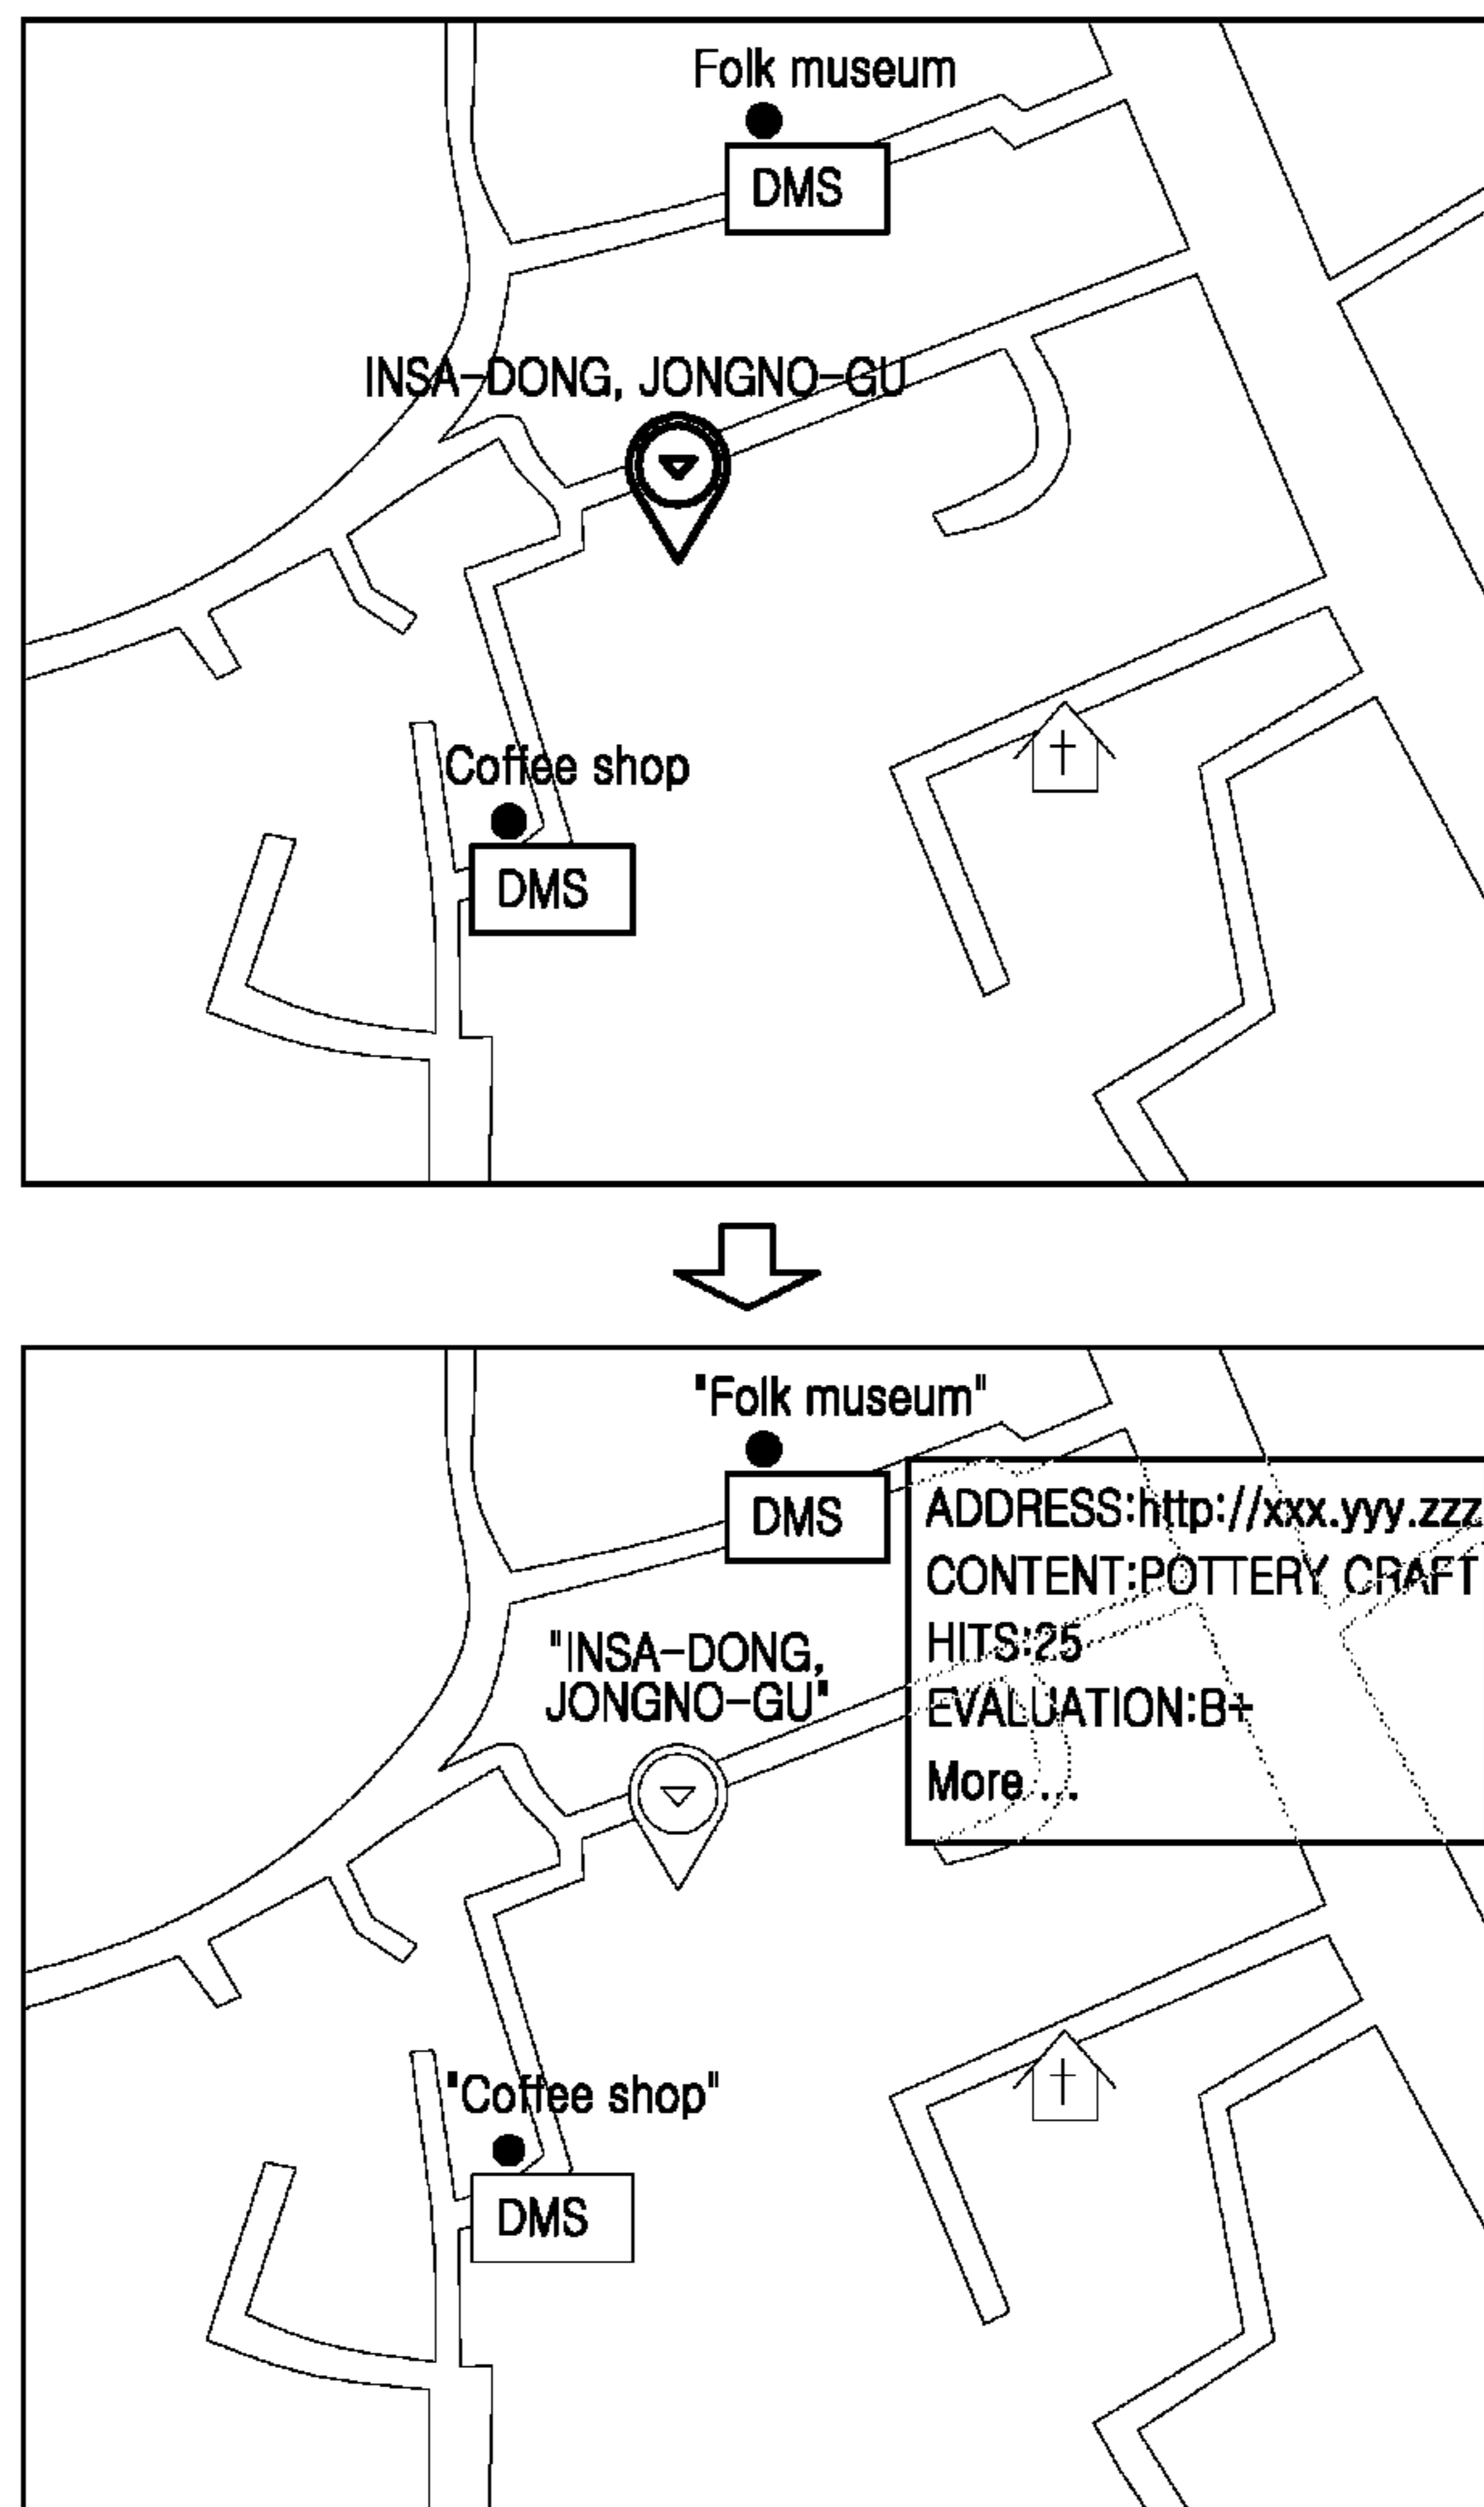 Folk museum
DMS
INSA-DONG, JONGNO-GU
Coffee shop
DMS
"Folk museum"
DMS
ADDRESS:http://xxx.yyy.zzz
CONTENT:POTTERY CRAFT
HITS:25
EVALUATION:B+
More ...
"INSA-DONG,
JONGNO-GU"
"Coffee shop"
DMS